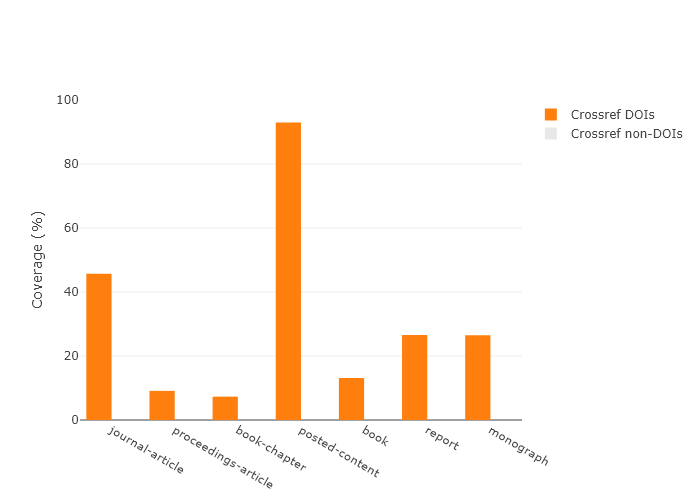 100
80
60
40
20
0
Coverage (%)
journal-article
proceedings-article
book-chapter
posted-content
book
report
monograph
Crossref DOIs
Crossref non-DOIs